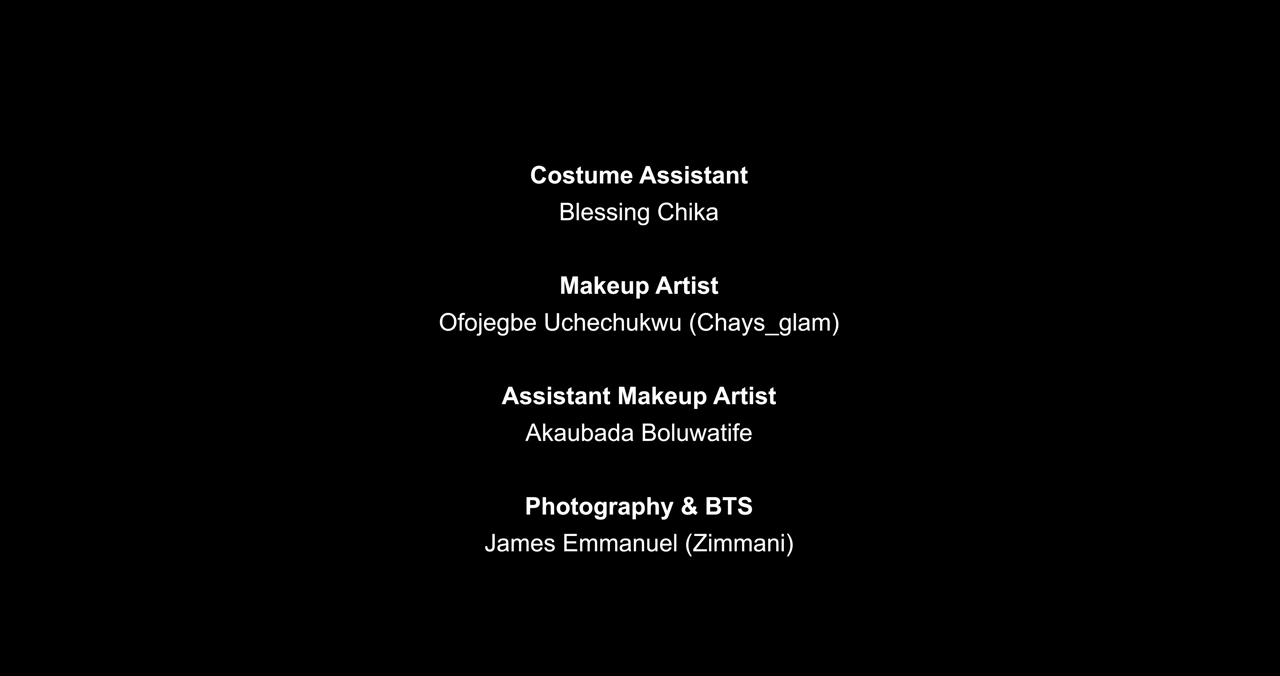 Costume Assistant
Blessing Chika
Makeup Artist
Ofojegbe Uchechukwu (Chays_glam)
Assistant Makeup Artist
Akaubada Boluwatife
Photography & BTS
James Emmanuel (Zimmani)